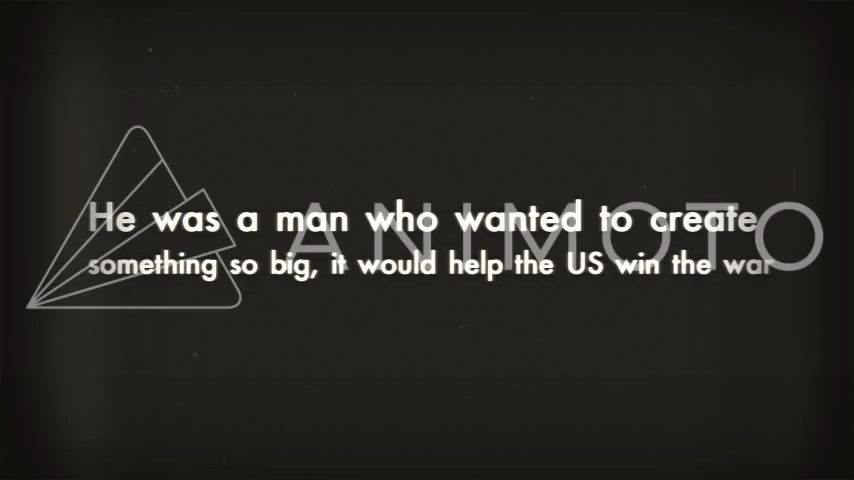 He was a man who wanted to create
something so big, it would help the US win the war
ANIMOTO